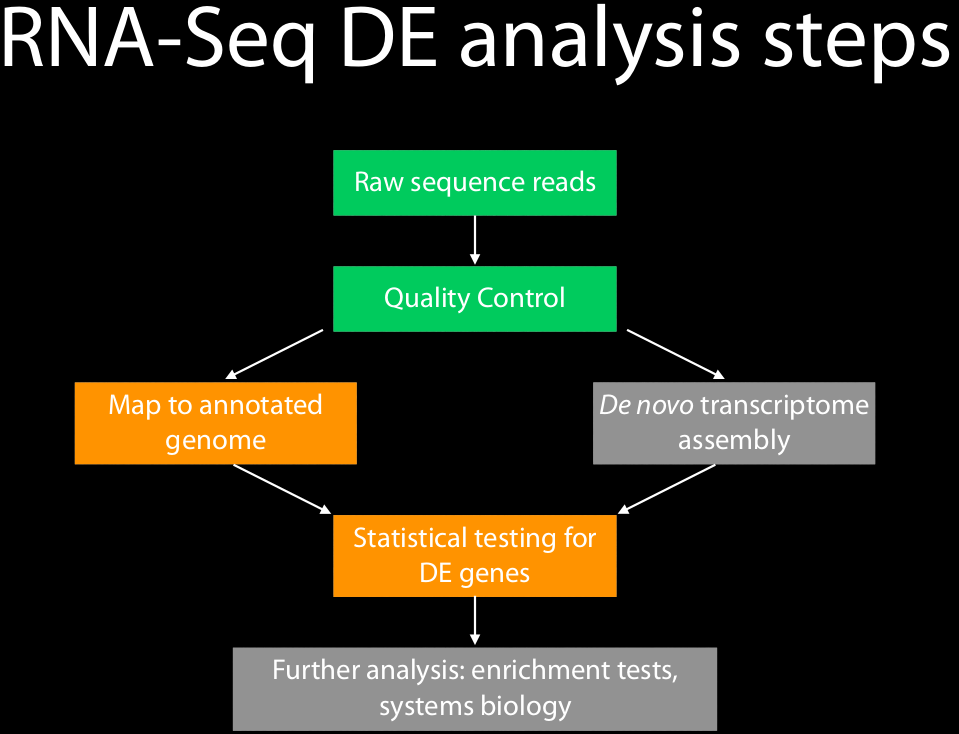 RNA-Seq DE analysis steps
Raw sequence reads
Quality Control
Map to annotated
genome
De novo transcriptome
assembly
Statistical testing for
DE genes
Further analysis: enrichment tests,
systems biology